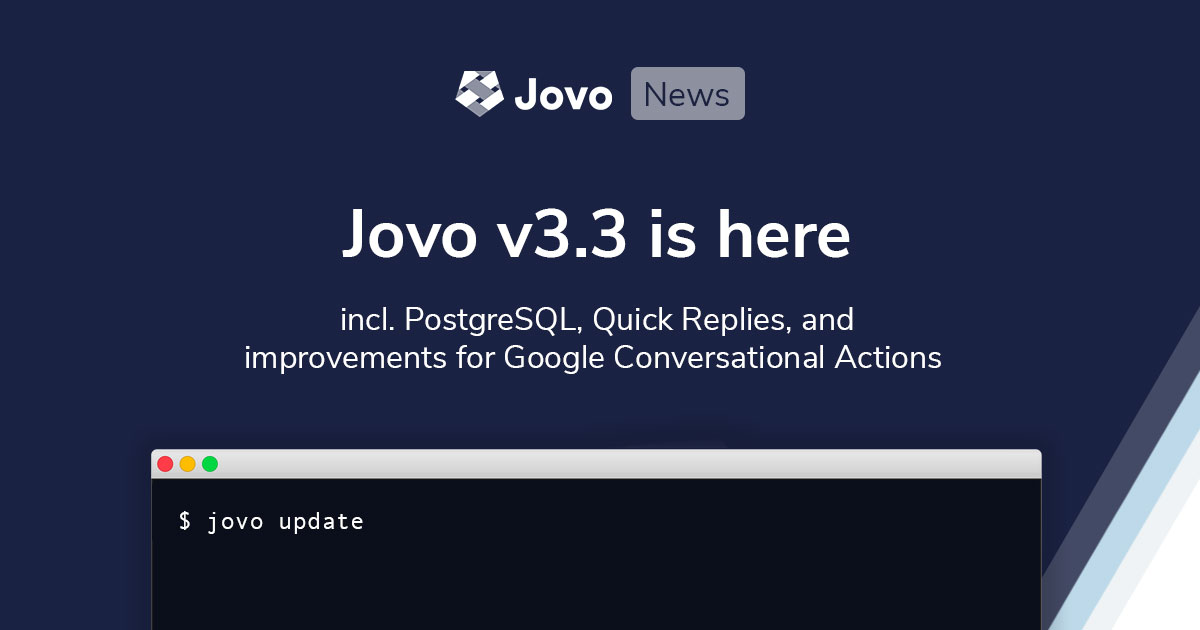 Jovo News
Jovo v3.3 is here
incl. PostgreSQL, Quick Replies, and
improvements for Google Conversational Actions
$ jovo update